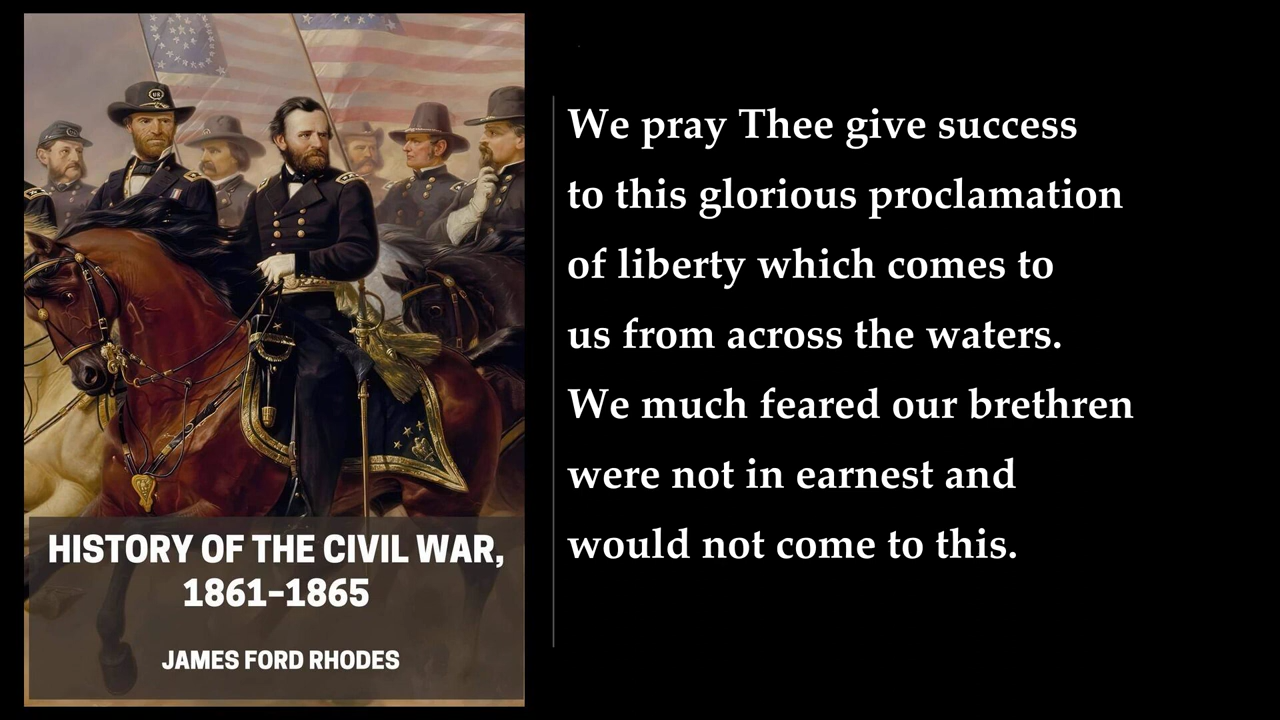 HISTORY OF THE CIVIL WAR,
1861–1865
JAMES FORD RHODES
We pray Thee give success
to this glorious proclamation
of liberty which comes to
us from across the waters.
We much feared our brethren
were not in earnest and
would not come to this.